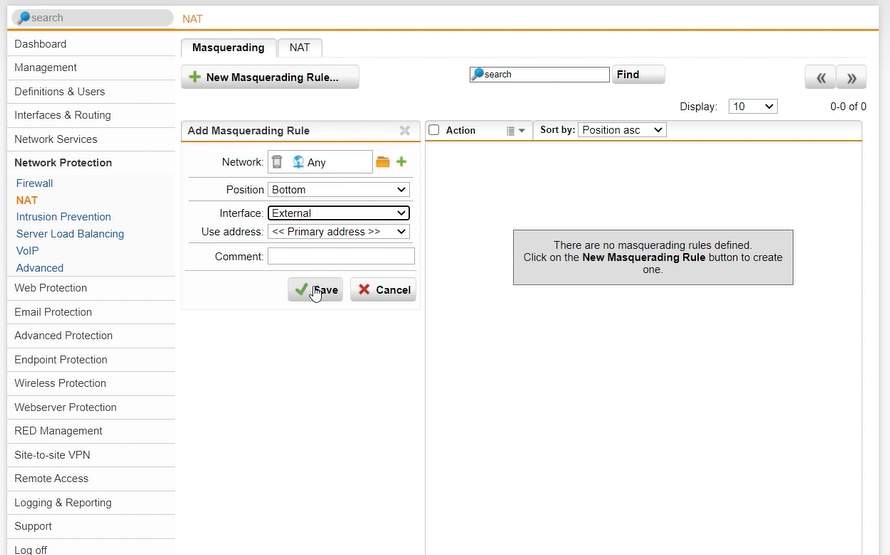 search
NAT
Dashboard
Management
Definitions & Users
Interfaces & Routing
Network Services
Network Protection
Firewall
NAT
Intrusion Prevention
Server Load Balancing
VoIP
Advanced
Web Protection
Email Protection
Advanced Protection
Endpoint Protection
Wireless Protection
Webserver Protection
RED Management
Site-to-site VPN
Remote Access
Logging & Reporting
Support
Log off
Masquerading NAT
New Masquerading Rule...
search Find
Display: 10 0-0 of 0
Add Masquerading Rule
Network: Any
Position Bottom
Interface: External
Use address: << Primary address >>
Comment:
Save Cancel
Action Sort by: Position asc
There are no masquerading rules defined.
Click on the New Masquerading Rule button to create
one.